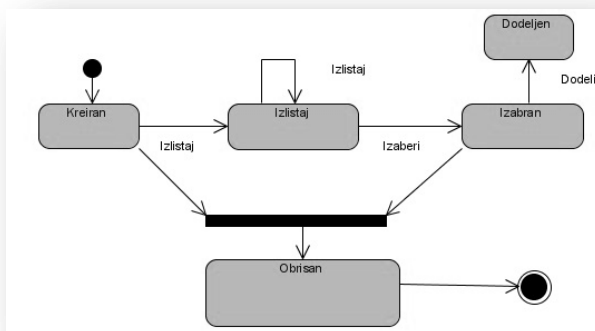 Dodeljen
Izlistaj
Dodeli
Kreiran
Izlistaj
Izabran
Izlistaj
Izaberi
Obrisan